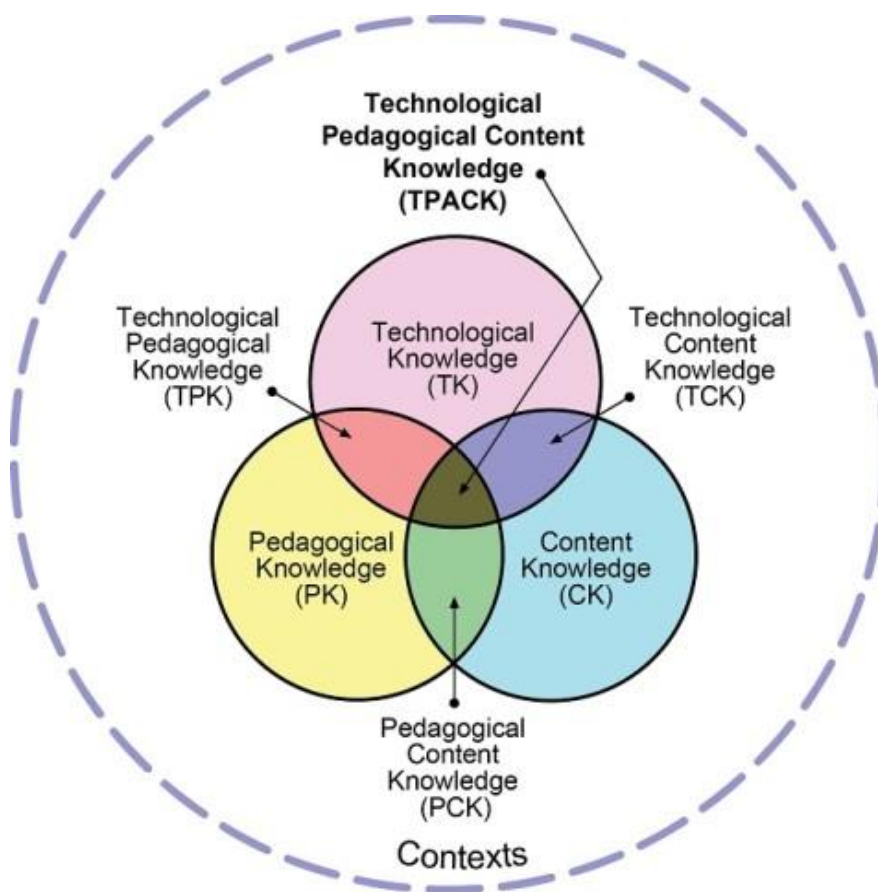 Technological
Pedagogical Content
Knowledge
(TPACK)
Technological
Pedagogical
Knowledge
(TPK)
Technological
Knowledge
(TK)
Technological
Content
Knowledge
(TCK)
Pedagogical
Knowledge
(PK)
Content
Knowledge
(CK)
Pedagogical
Content
Knowledge
(PCK)
Contexts